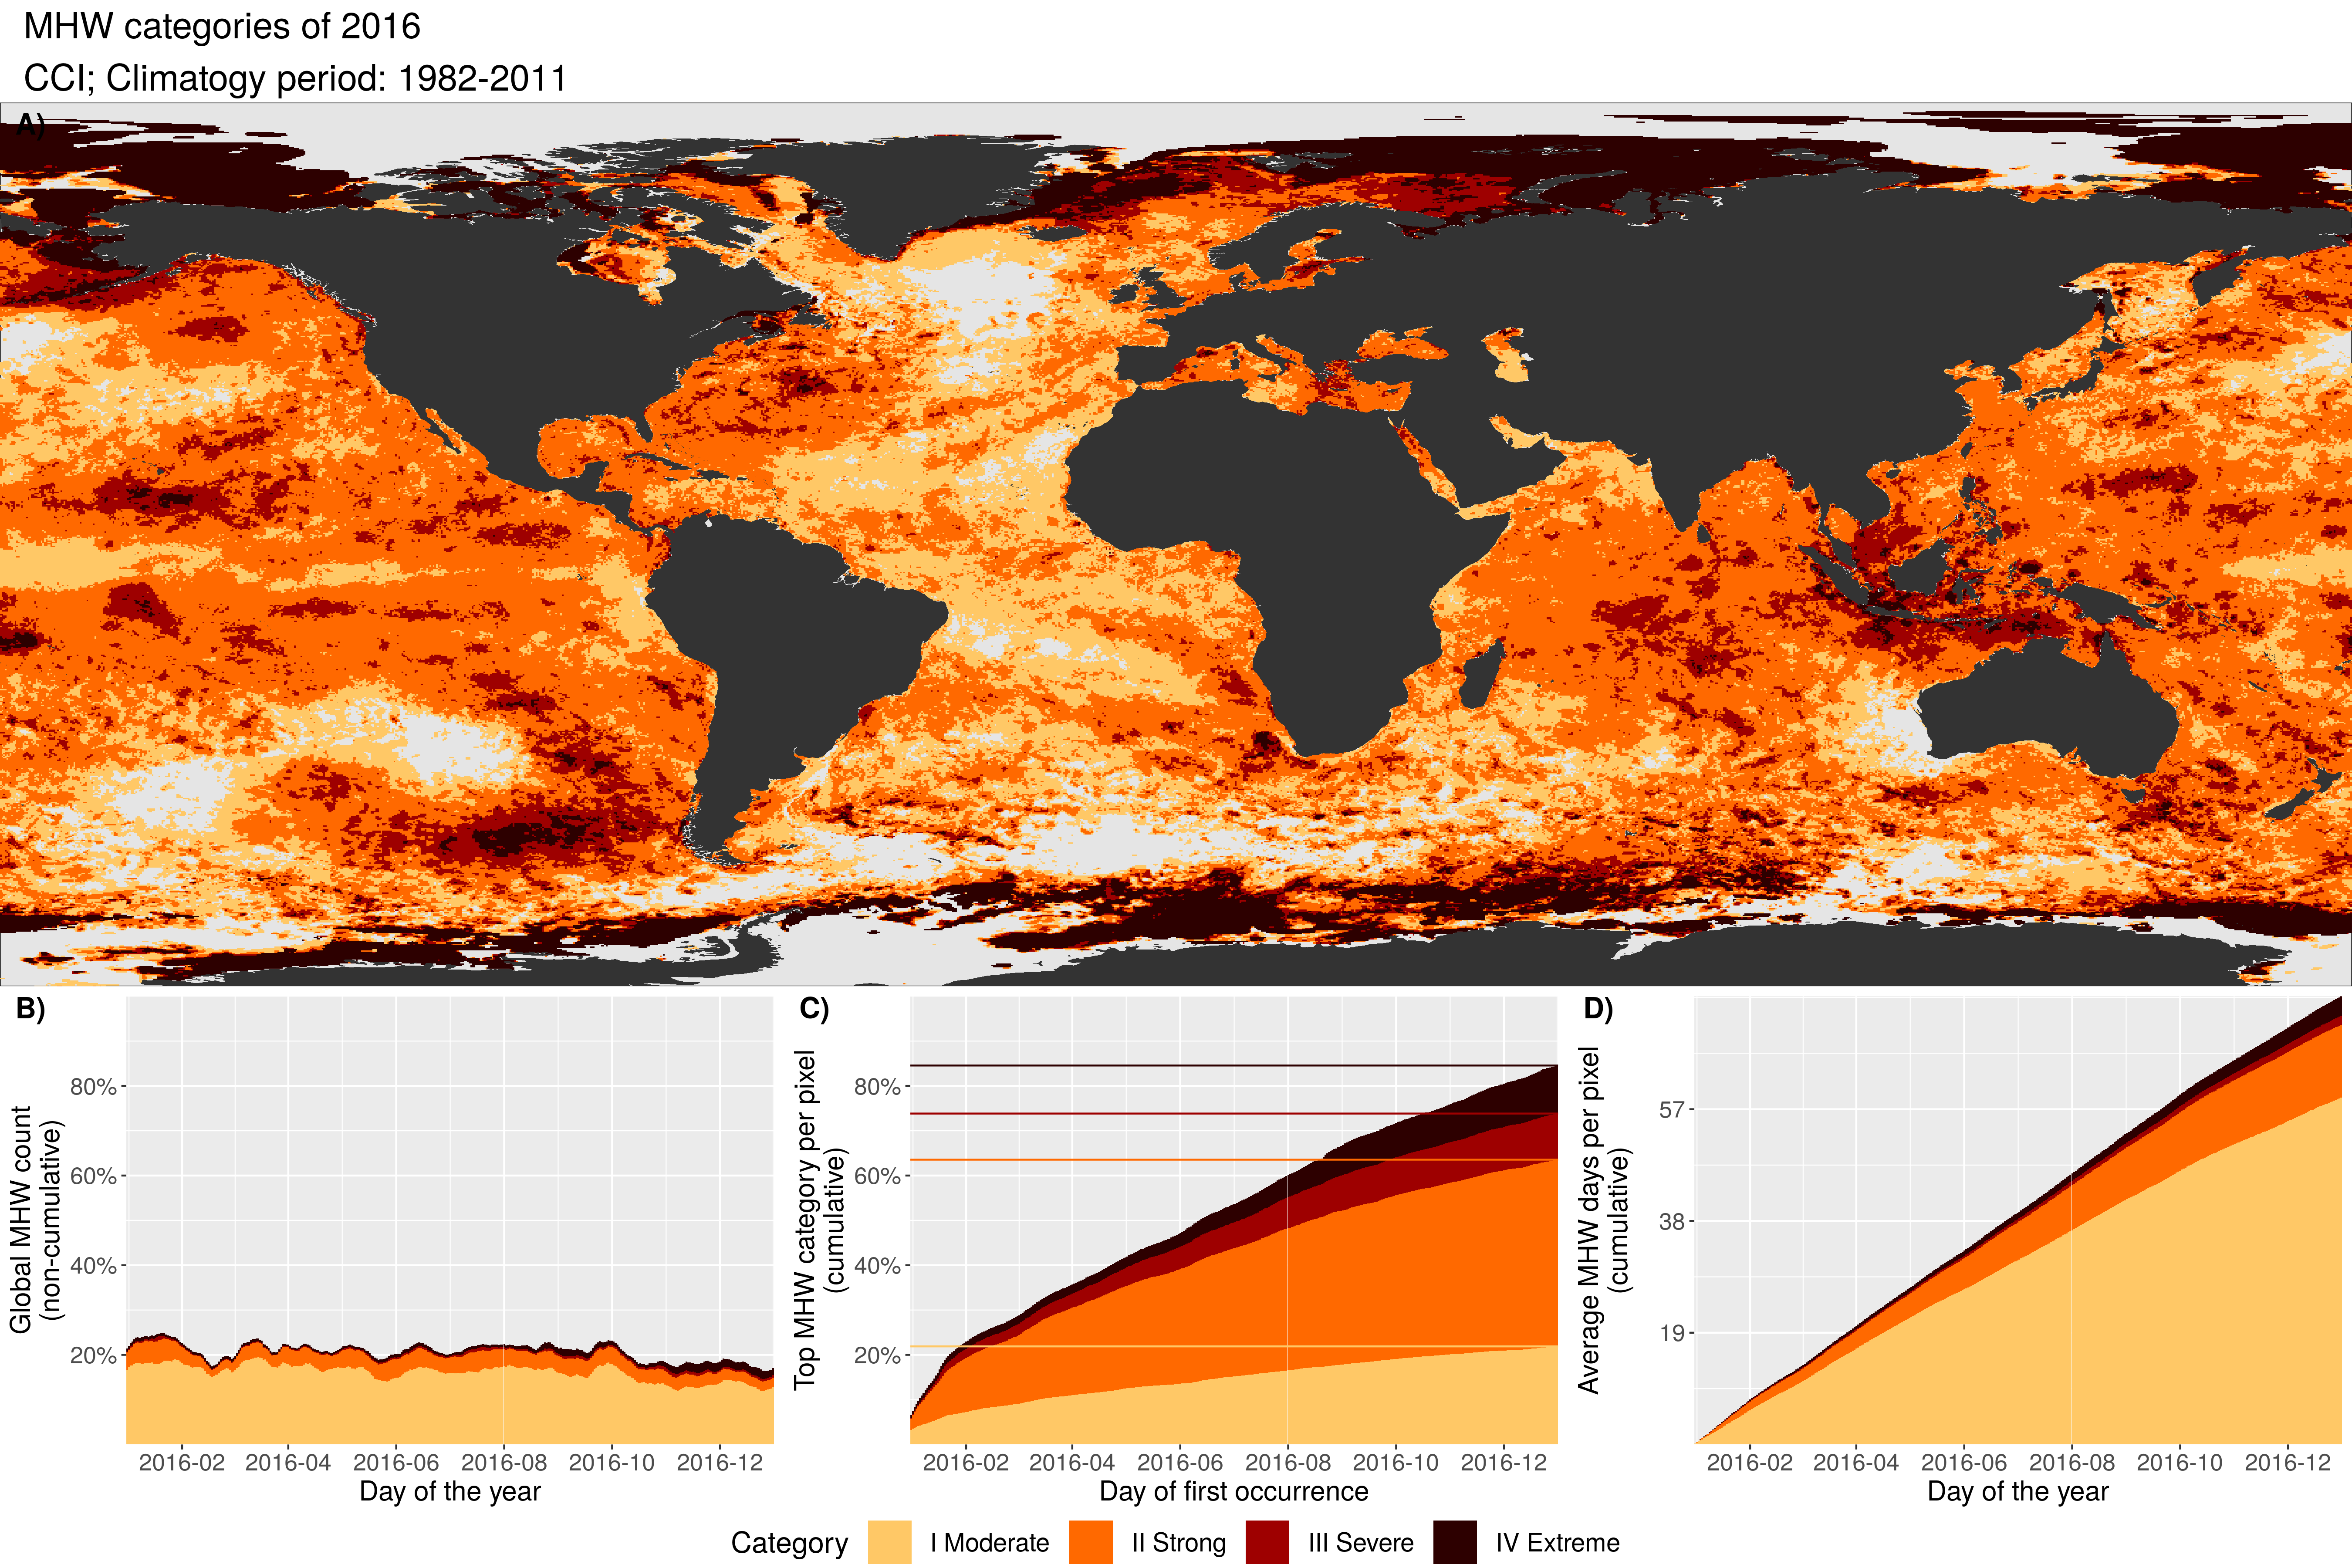 MHW categories of 2016
CCI; Climatogy period: 1982-2011
A)
B)
Global MHW count
(non-cumulative)
80%
60%
40%
20%
2016-02 2016-04 2016-06 2016-08 2016-10 2016-12
Day of the year
C)
Top MHW category per pixel
(cumulative)
80%
60%
40%
20%
2016-02 2016-04 2016-06 2016-08 2016-10 2016-12
Day of first occurrence
D)
Average MHW days per pixel
(cumulative)
57
38
19
2016-02 2016-04 2016-06 2016-08 2016-10 2016-12
Day of the year
Category I Moderate II Strong III Severe IV Extreme